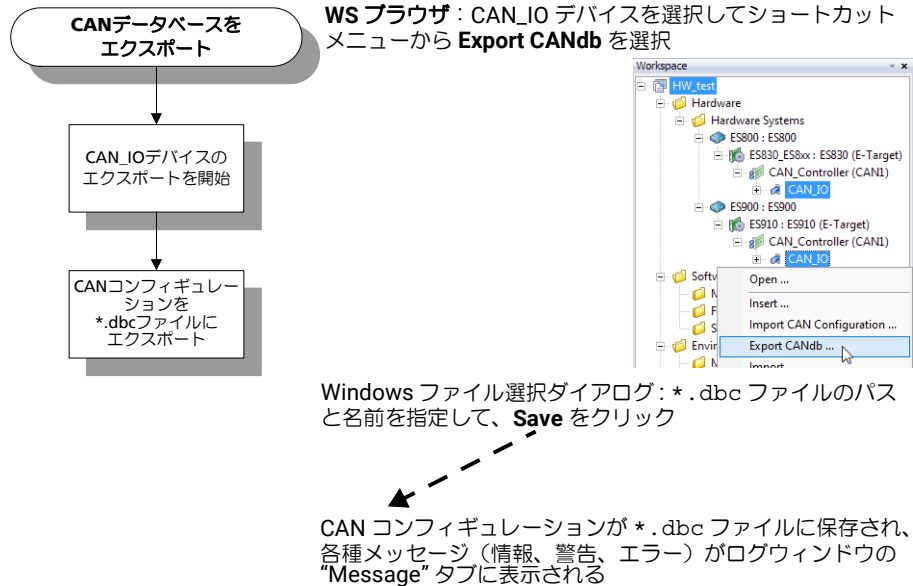 CANデータベースを
エクスポート
CAN_IOデバイスの
エクスポートを開始
CANコンフィギュレー
ションを
*.dbcファイルに
エクスポート
WS ブラウザ：CAN_IO デバイスを選択してショートカット
メニューから Export CANdb を選択
Workspace
HW_test
Hardware
Hardware Systems
ES800 : ES800
ES830_ES8xx : ES830 (E-Target)
CAN_Controller (CAN1)
CAN_IO
ES900 : ES900
ES910 : ES910 (E-Target)
CAN_Controller (CAN1)
CAN_IO
Softw
Open ...
Insert ...
Import CAN Configuration ...
Envir
Export CANdb ...
Import
Windows ファイル選択ダイアログ：*.dbc ファイルのパス
と名前を指定して、Save をクリック
CAN コンフィギュレーションが *.dbc ファイルに保存され、
各種メッセージ（情報、警告、エラー）がログウィンドウの
“Message” タブに表示される